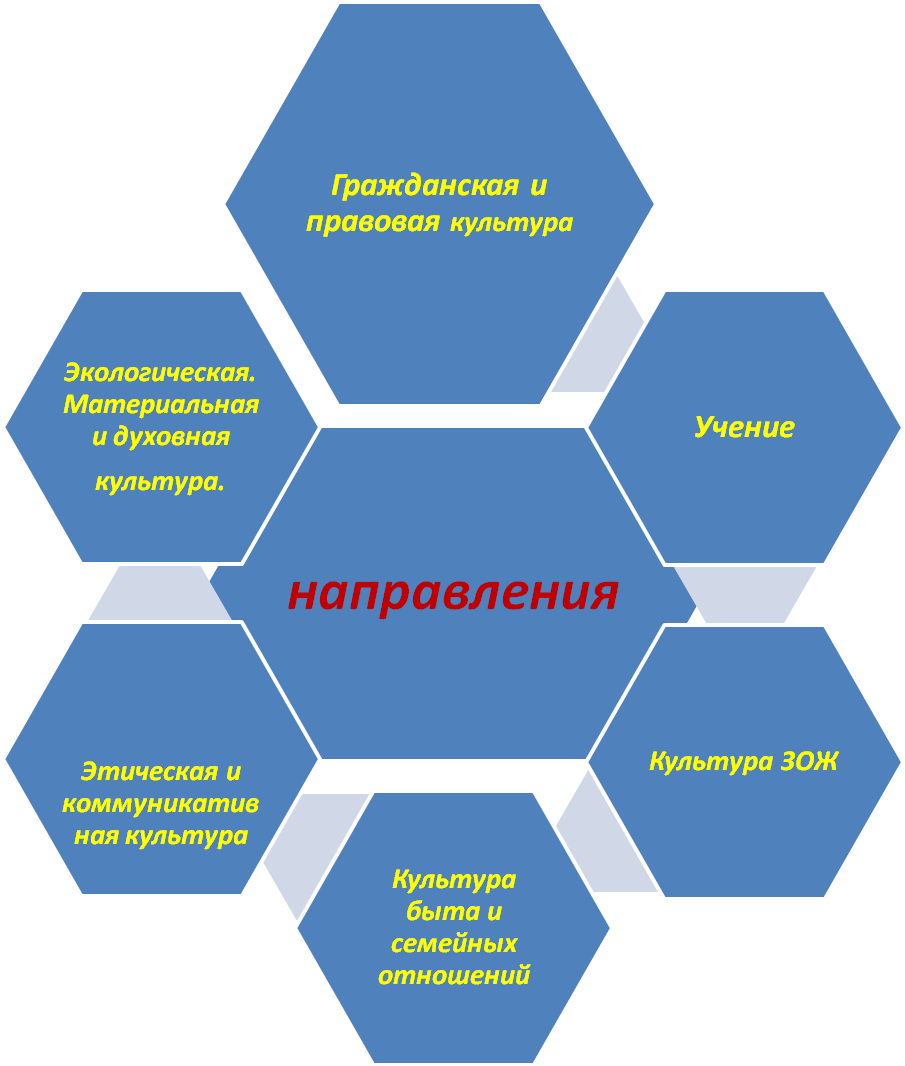 Гражданская и
правовая культура
Экологическая.
Материальная
и духовная
культура.
Учение
направления
Этическая и
коммуникатив
ная культура
Культура ЗОЖ
Культура
быта и
семейных
отношений